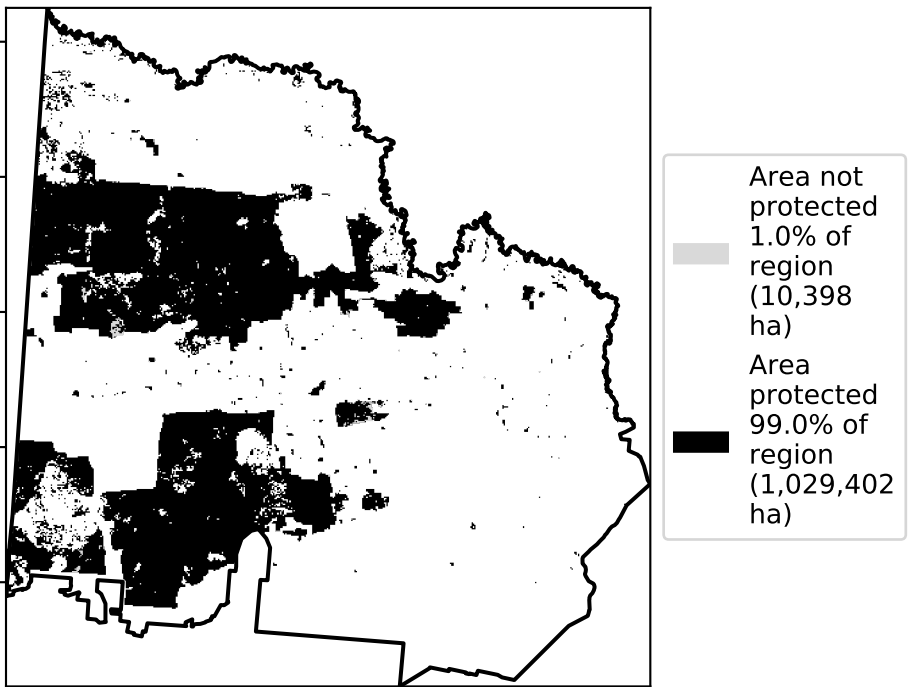 Area not
protected
1.0% of
region
(10,398
ha)
Area
protected
99.0% of
region
(1,029,402
ha)